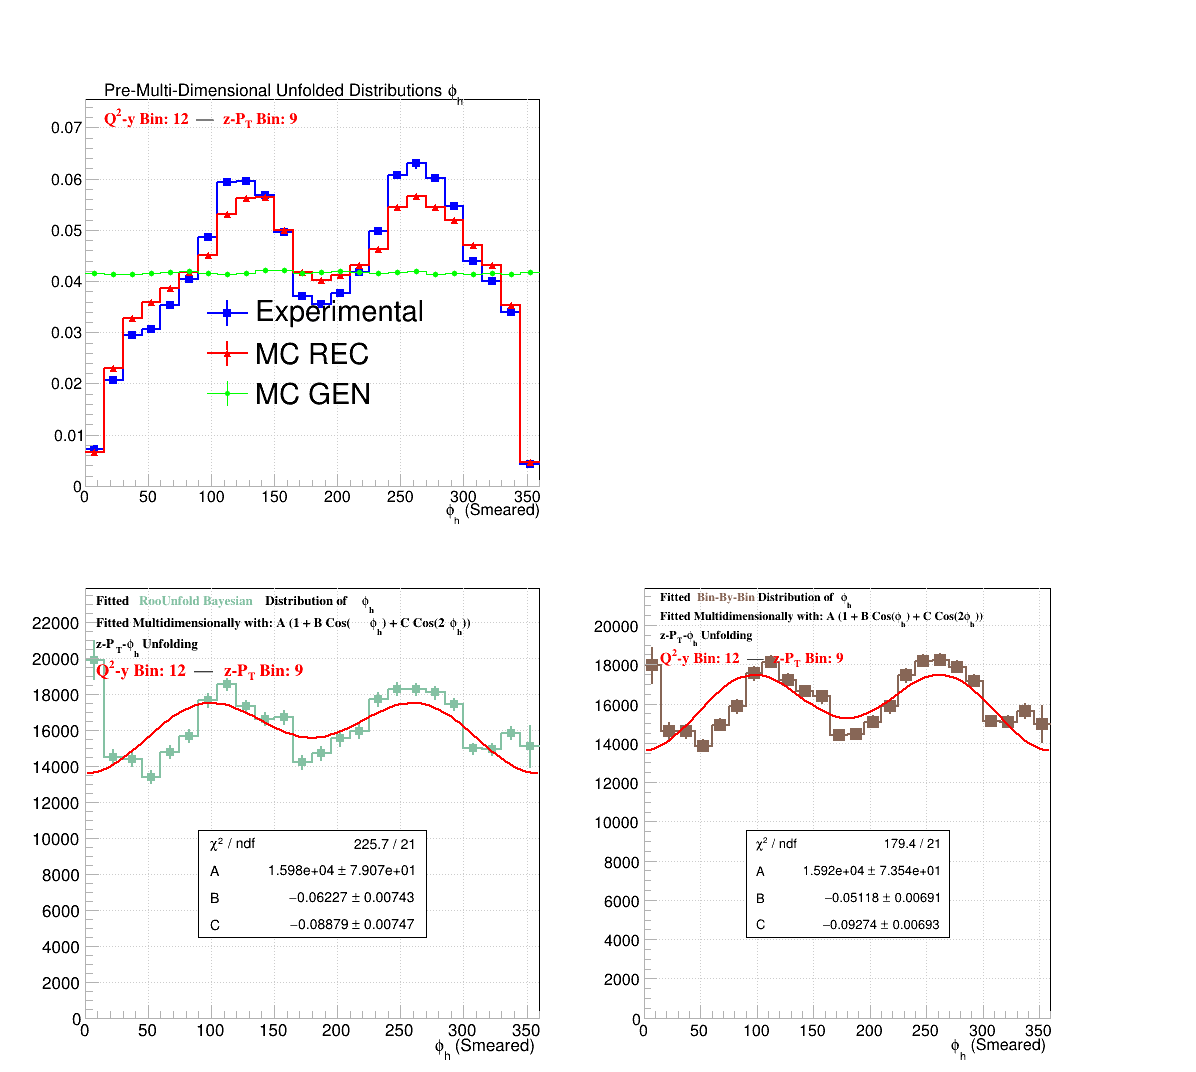 Pre-Multi-Dimensional Unfolded Distributions ϕh
Q2-y Bin: 12 — z-PT Bin: 9
0.07
0.06
0.05
0.04
0.03
0.02
0.01
0
Experimental
MC REC
MC GEN
0 50 100 150 200 250 300 350
ϕh (Smeared)
Fitted RooUnfold Bayesian Distribution of ϕh
Fitted Multidimensionally with: A (1 + B Cos( ϕh) + C Cos(2 ϕh))
z-PT-ϕh Unfolding
Q2-y Bin: 12 — z-PT Bin: 9
22000
20000
18000
16000
14000
12000
10000
8000
6000
4000
2000
0
χ2 / ndf 225.7 / 21
A 1.598e+04 ± 7.907e+01
B −0.06227 ± 0.00743
C −0.08879 ± 0.00747
0 50 100 150 200 250 300 350
ϕh (Smeared)
Fitted Bin-By-Bin Distribution of ϕh
Fitted Multidimensionally with: A (1 + B Cos(ϕh) + C Cos(2ϕh))
z-PT-ϕh Unfolding
Q2-y Bin: 12 — z-PT Bin: 9
20000
18000
16000
14000
12000
10000
8000
6000
4000
2000
0
χ2 / ndf 179.4 / 21
A 1.592e+04 ± 7.354e+01
B −0.05118 ± 0.00691
C −0.09274 ± 0.00693
0 50 100 150 200 250 300 350
ϕh (Smeared)